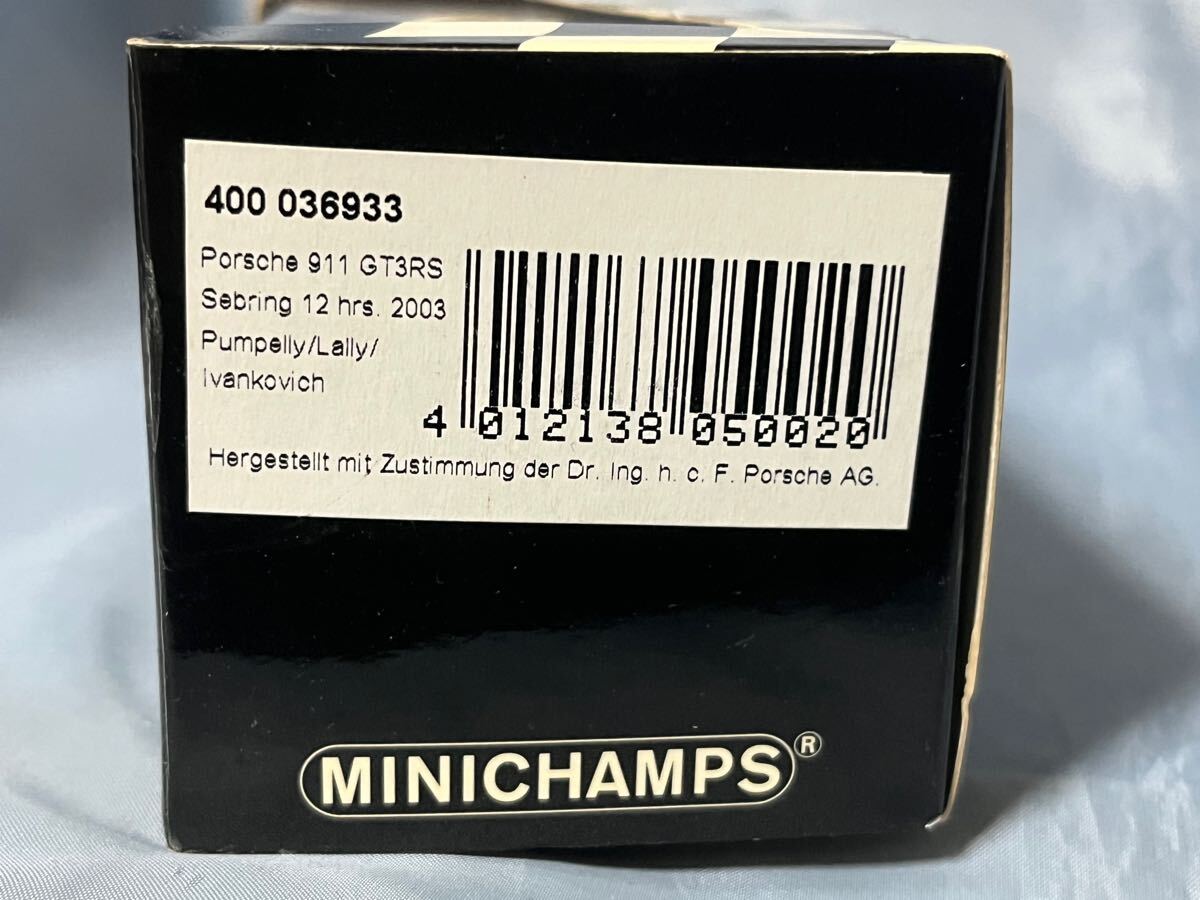 400 036933
Porsche 911 GT3RS
Sebring 12 hrs. 2003
Pumpelly/Lally/
Ivankovich
4 012138 050020
Hergestellt mit Zustimmung der Dr. Ing. h. c. F. Porsche AG.
MINICHAMPS®